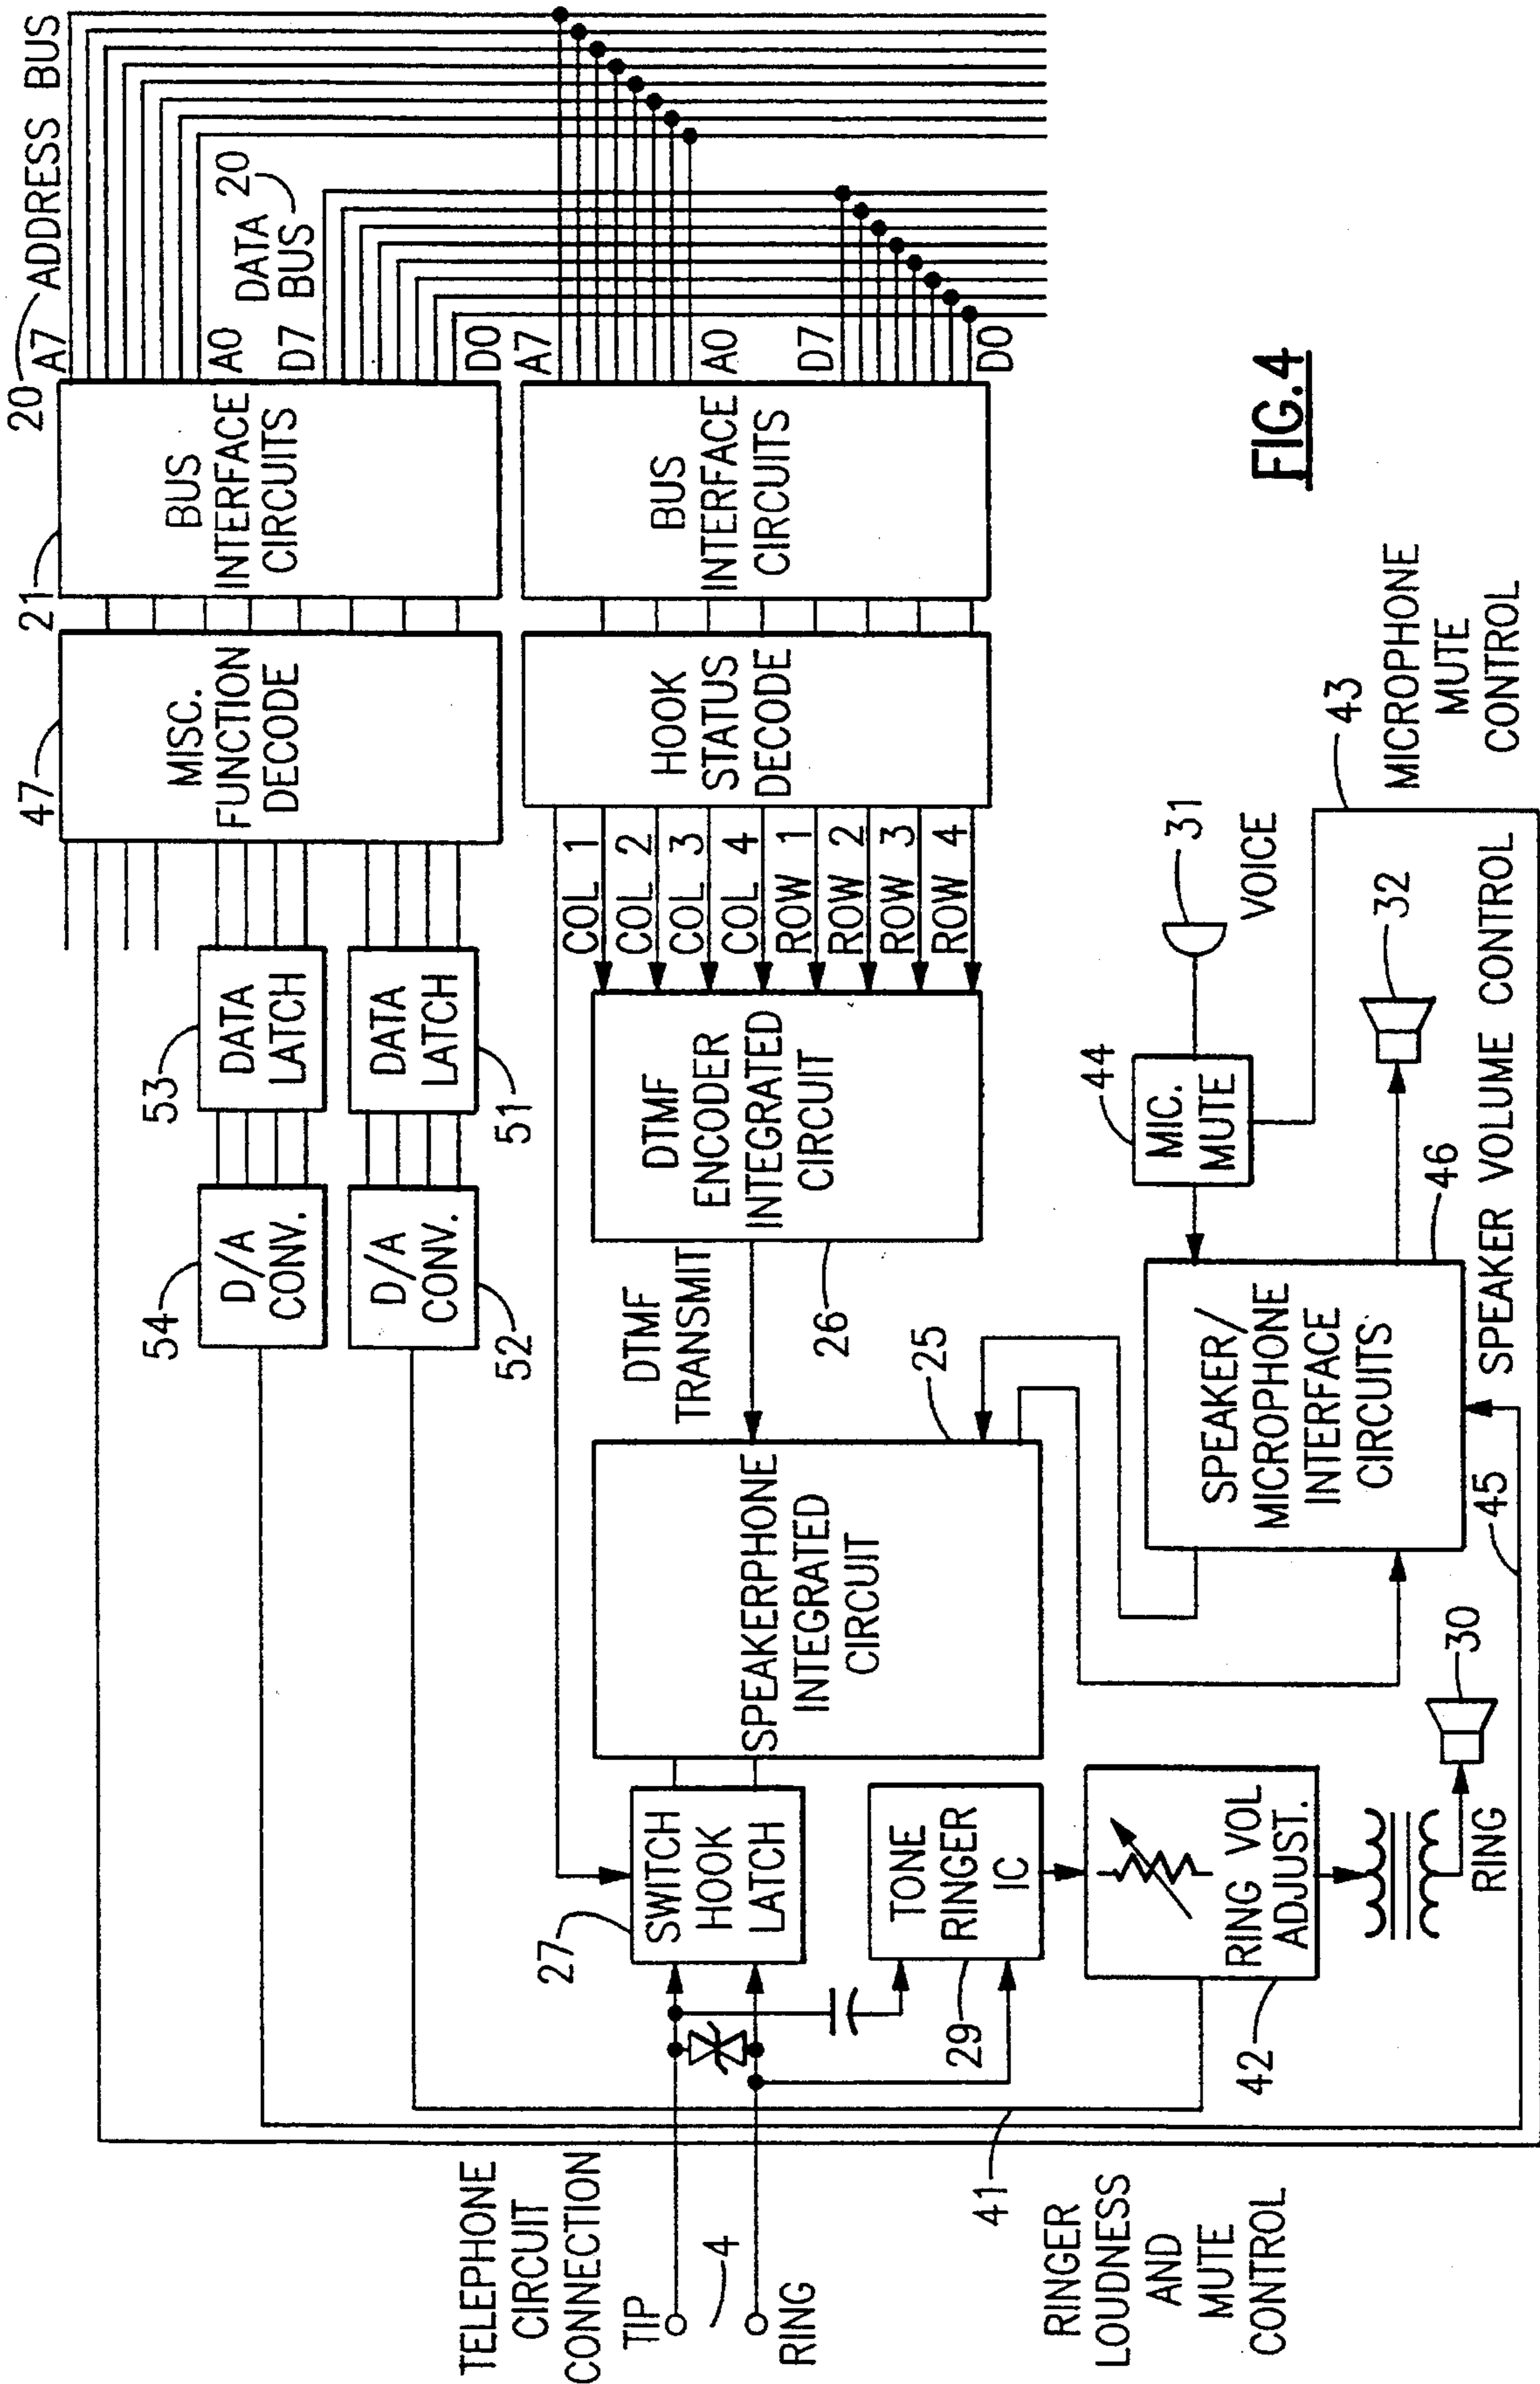 TELEPHONE
CIRCUIT
CONNECTION
TIP
4
RING
RINGER
LOUDNESS
AND
MUTE
CONTROL
41
54
D/A
CONV.
53
DATA
LATCH
52
D/A
CONV.
51
DATA
LATCH
47
MISC.
FUNCTION
DECODE
21
BUS
INTERFACE
CIRCUITS
20
ADDRESS BUS
A7
A0
DATA
BUS
20
D7
D0
27
SWITCH
HOOK
LATCH
SPEAKERPHONE
INTEGRATED
CIRCUIT
25
DTMF
TRANSMIT
DTMF
ENCODER
INTEGRATED
CIRCUIT
26
COL 1
COL 2
COL 3
COL 4
ROW 1
ROW 2
ROW 3
ROW 4
HOOK
STATUS
DECODE
BUS
INTERFACE
CIRCUITS
A7
A0
D7
D0
29
TONE
RINGER
IC
42
RING VOL
ADJUST.
RING
30
45
SPEAKER/
MICROPHONE
INTERFACE
CIRCUITS
46
44
MIC.
MUTE
31
VOICE
32
SPEAKER VOLUME CONTROL
43
MICROPHONE
MUTE
CONTROL
FIG.4